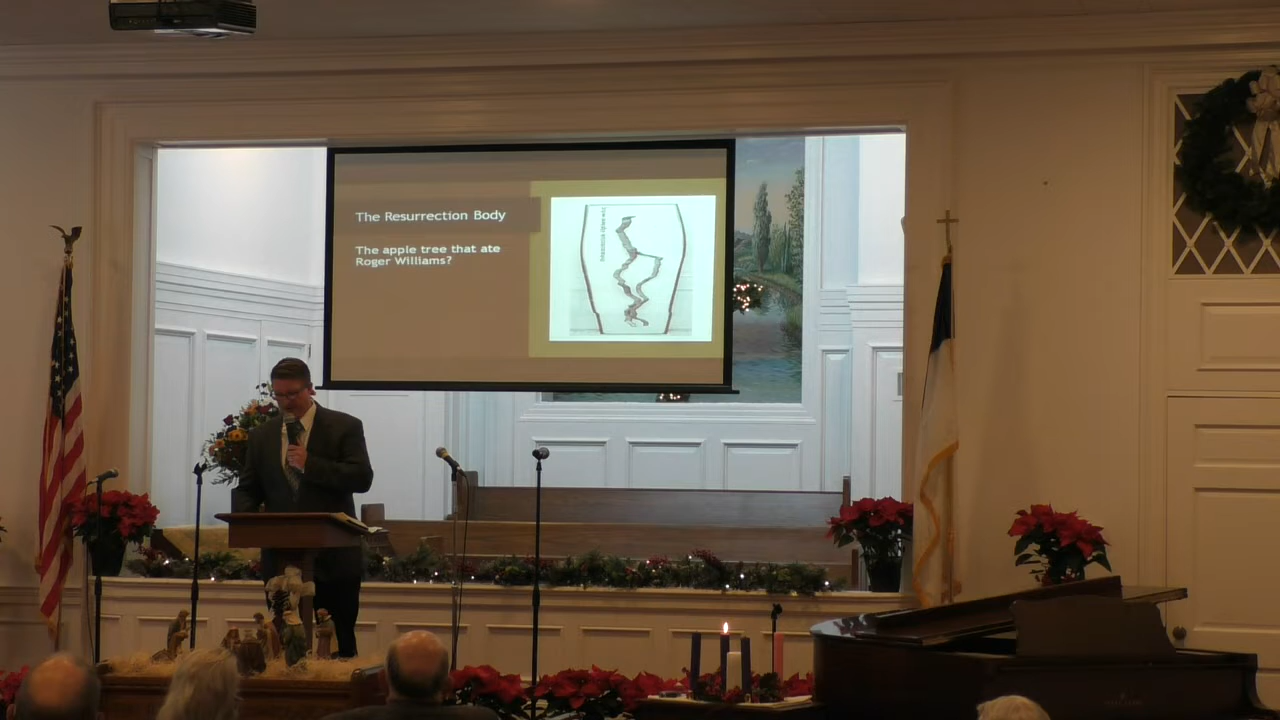 The Resurrection Body
The apple tree that ate
Roger Williams?